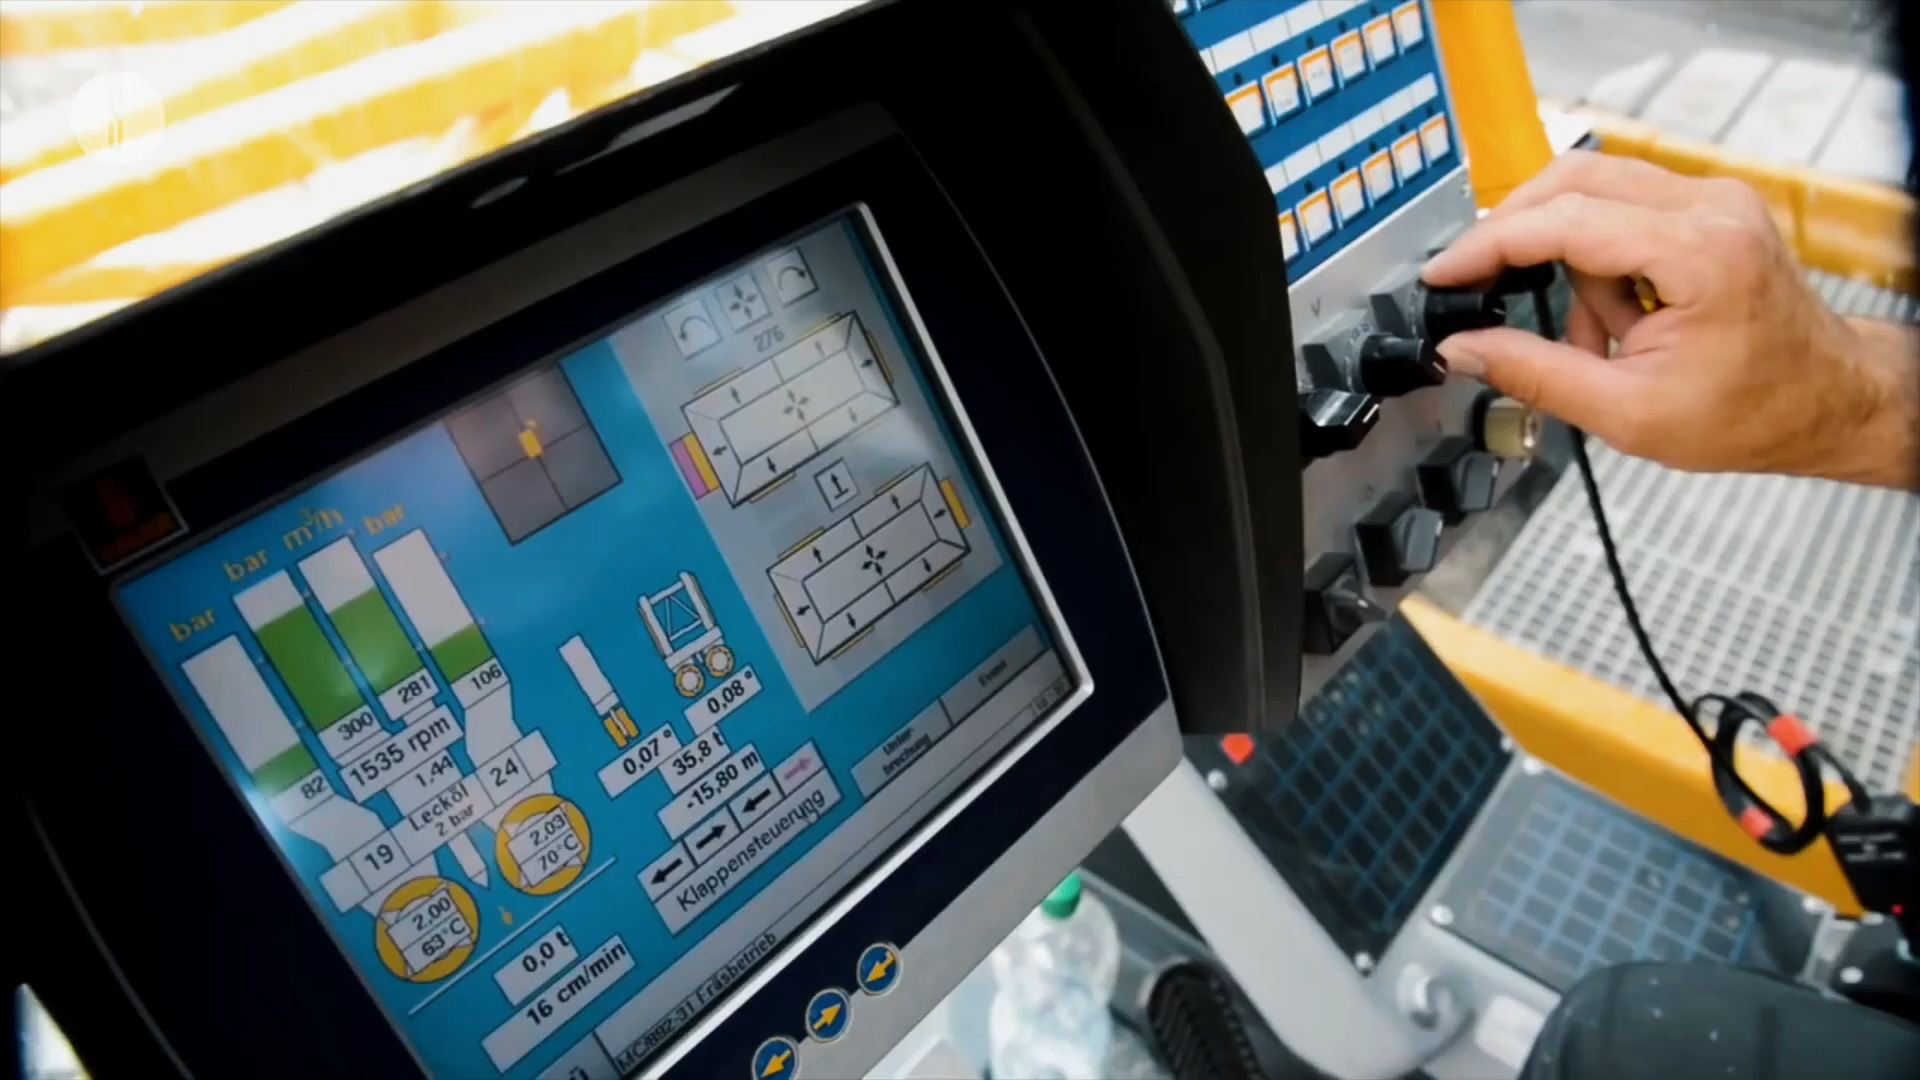 bar
bar
m³/h
bar
276
82
300
281
106
1535 rpm
1.44
24
Lecköl
2 bar
19
2.03
70°C
2.00
63°C
0,08°
0,07°
35,8 t
-15,80 m
Klappensteuerung
0,0 t
16 cm/min
Unter-
brechung
Event
MC/892-31 Fräsbetrieb